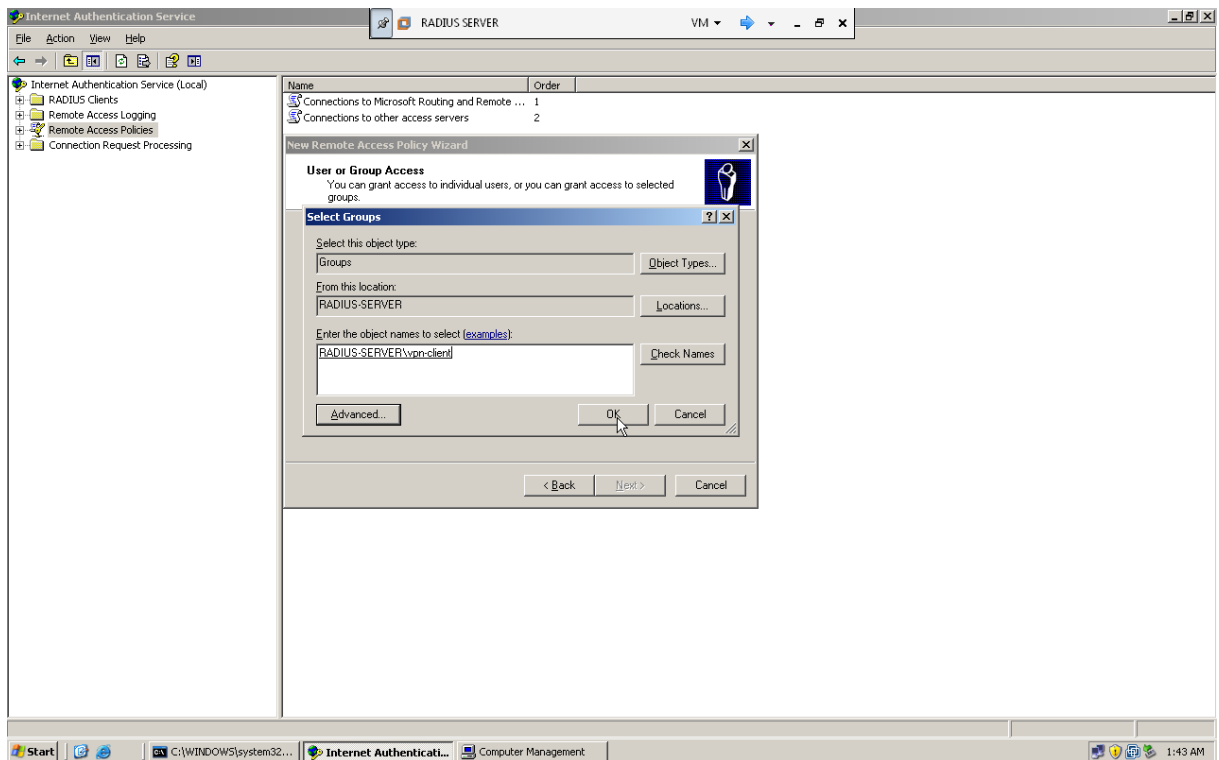 Internet Authentication Service
RADIUS SERVER
VM
File Action View Help
Internet Authentication Service (Local)
RADIUS Clients
Remote Access Logging
Remote Access Policies
Connection Request Processing
Name Order
Connections to Microsoft Routing and Remote ... 1
Connections to other access servers 2
New Remote Access Policy Wizard
User or Group Access
You can grant access to individual users, or you can grant access to selected
groups.
Select Groups
Select this object type:
Groups
Object Types...
From this location:
RADIUS-SERVER
Locations...
Enter the object names to select (examples):
RADIUS-SERVER\vpn-client
Check Names
Advanced...
OK
Cancel
< Back
Next >
Cancel
Start
C:\WINDOWS\system32...
Internet Authenticati...
Computer Management
1:43 AM